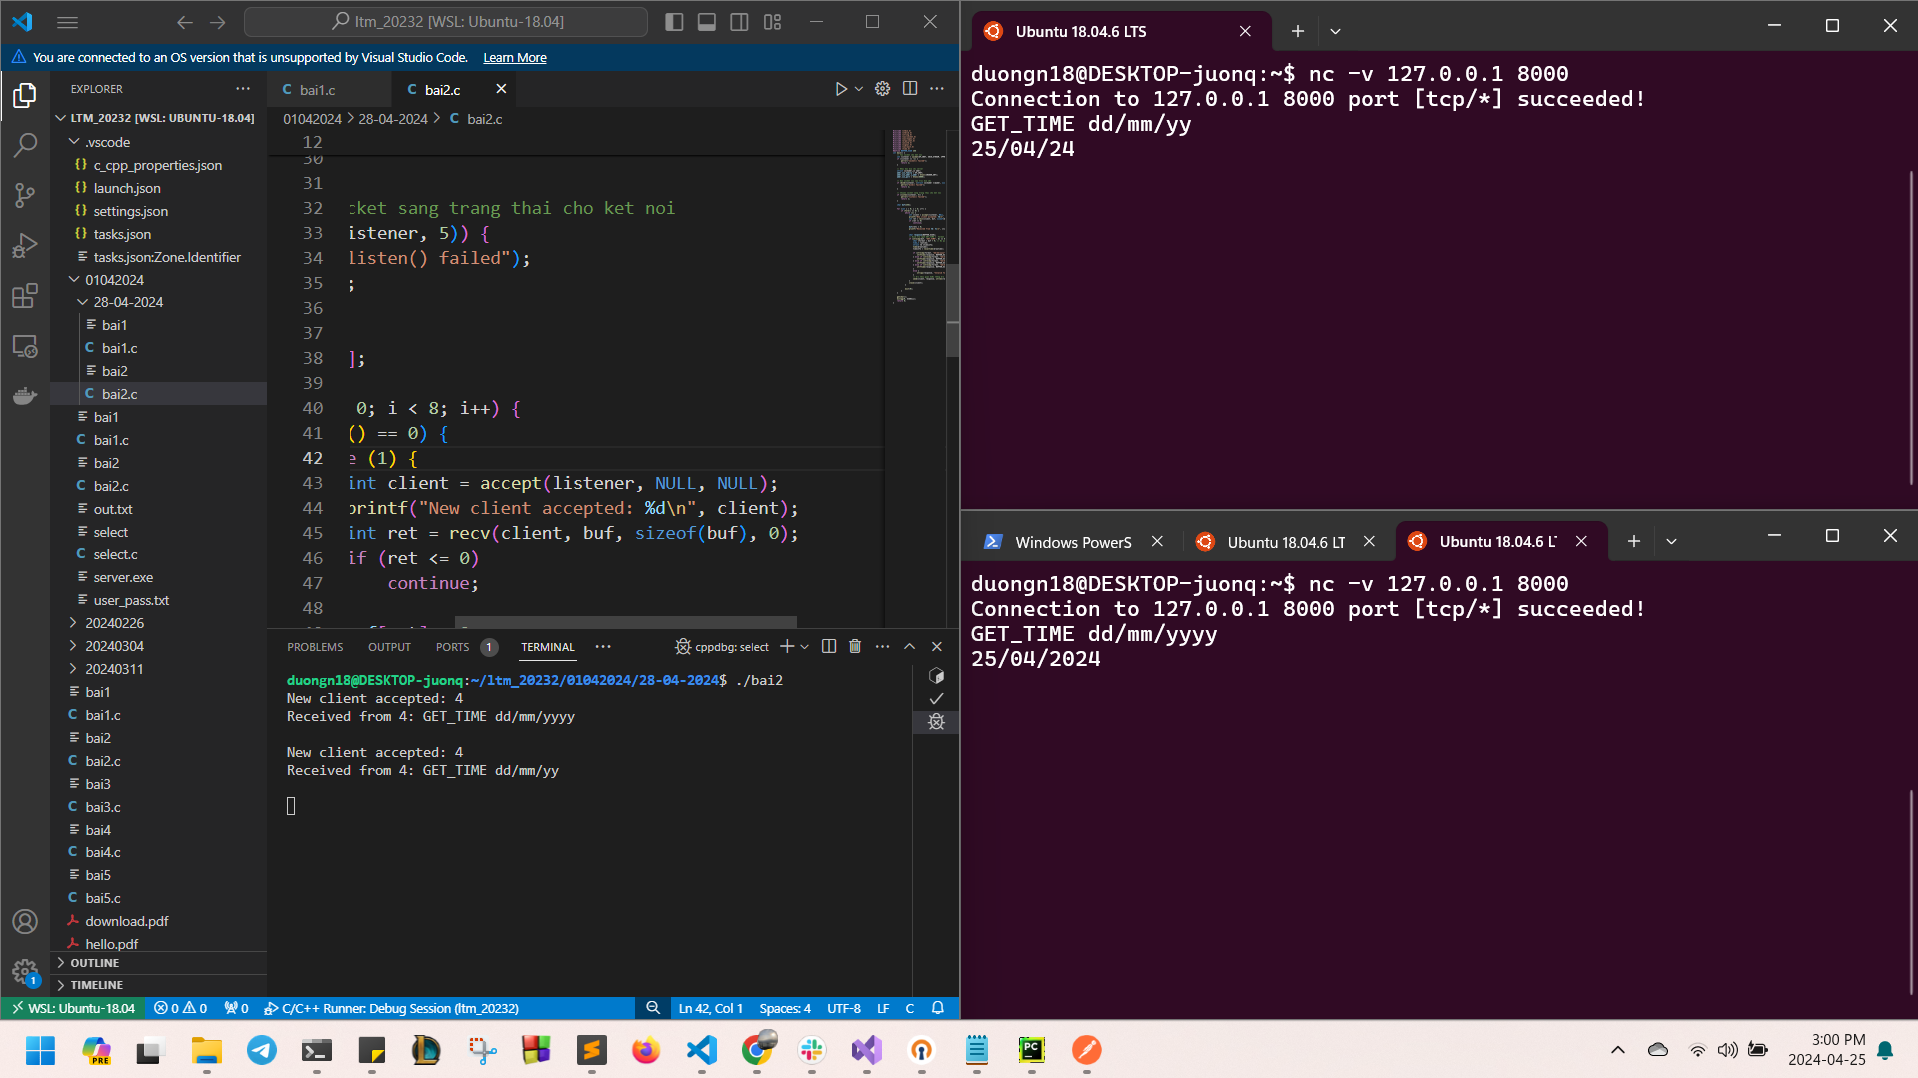 ltm_20232 [WSL: Ubuntu-18.04]
You are connected to an OS version that is unsupported by Visual Studio Code. Learn More
EXPLORER
LTM_20232 [WSL: UBUNTU-18.04]
.vscode
c_cpp_properties.json
launch.json
settings.json
tasks.json
tasks.json:Zone.Identifier
01042024
28-04-2024
bai1
bai1.c
bai2
bai2.c
bai1
bai1.c
bai2
bai2.c
out.txt
select
select.c
server.exe
user_pass.txt
20240226
20240304
20240311
bai1
bai1.c
bai2
bai2.c
bai3
bai3.c
bai4
bai4.c
bai5
bai5.c
download.pdf
hello.pdf
OUTLINE
TIMELINE
bai1.c
bai2.c
01042024 > 28-04-2024 > C bai2.c
12
30
31
32 cket sang trang thai cho ket noi
33 istener, 5)) {
34 listen() failed");
35 ;
36
37
38 ];
39
40 0; i < 8; i++) {
41 () == 0) {
42 e (1) {
43 int client = accept(listener, NULL, NULL);
44 printf("New client accepted: %d\n", client);
45 int ret = recv(client, buf, sizeof(buf), 0);
46 if (ret <= 0)
47 continue;
48
PROBLEMS OUTPUT PORTS 1 TERMINAL
cppdbg: select
duongn18@DESKTOP-juonq:~/ltm_20232/01042024/28-04-2024$ ./bai2
New client accepted: 4
Received from 4: GET_TIME dd/mm/yyyy
New client accepted: 4
Received from 4: GET_TIME dd/mm/yy
WSL: Ubuntu-18.04 0 0 0 C/C++ Runner: Debug Session (ltm_20232) Ln 42, Col 1 Spaces: 4 UTF-8 LF C
1
Ubuntu 18.04.6 LTS
duongn18@DESKTOP-juonq:~$ nc -v 127.0.0.1 8000
Connection to 127.0.0.1 8000 port [tcp/*] succeeded!
GET_TIME dd/mm/yy
25/04/24
Windows PowerS
Ubuntu 18.04.6 LT
Ubuntu 18.04.6 L
duongn18@DESKTOP-juonq:~$ nc -v 127.0.0.1 8000
Connection to 127.0.0.1 8000 port [tcp/*] succeeded!
GET_TIME dd/mm/yyyy
25/04/2024
PRE
PC
3:00 PM
2024-04-25